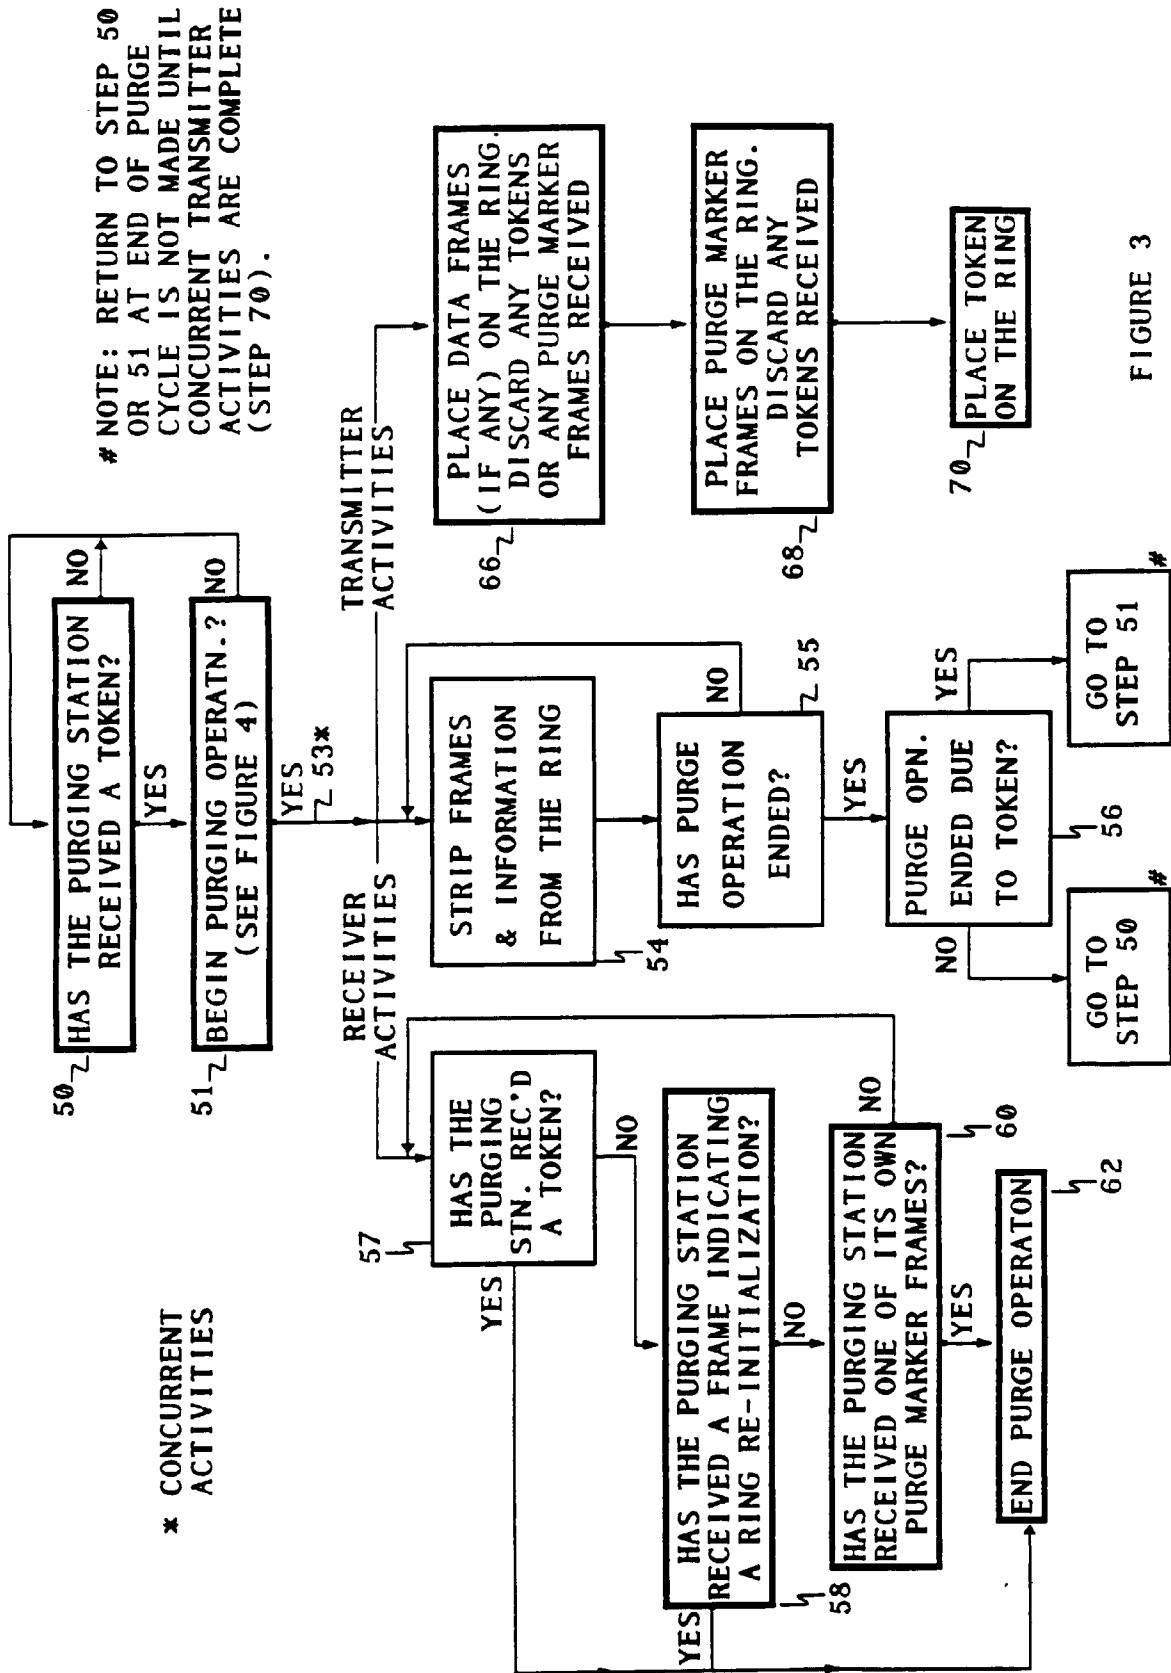 50
HAS THE PURGING STATION
RECEIVED A TOKEN?
NO
YES
51
BEGIN PURGING OPERATN.?
(SEE FIGURE 4)
NO
YES
53*
# NOTE: RETURN TO STEP 50
OR 51 AT END OF PURGE
CYCLE IS NOT MADE UNTIL
CONCURRENT TRANSMITTER
ACTIVITIES ARE COMPLETE
(STEP 70).
* CONCURRENT
ACTIVITIES
RECEIVER
ACTIVITIES
TRANSMITTER
ACTIVITIES
57
HAS THE
PURGING
STN. REC'D
A TOKEN?
YES
NO
58
HAS THE PURGING STATION
RECEIVED A FRAME INDICATING
A RING RE-INITIALIZATION?
YES
NO
60
HAS THE PURGING STATION
RECEIVED ONE OF ITS OWN
PURGE MARKER FRAMES?
NO
YES
END PURGE OPERATON
62
STRIP FRAMES
& INFORMATION
FROM THE RING
54
HAS PURGE
OPERATION
ENDED?
55
NO
YES
PURGE OPN.
ENDED DUE
TO TOKEN?
56
NO
YES
GO TO
STEP 50
#
GO TO
STEP 51
#
66
PLACE DATA FRAMES
(IF ANY) ON THE RING.
DISCARD ANY TOKENS
OR ANY PURGE MARKER
FRAMES RECEIVED
68
PLACE PURGE MARKER
FRAMES ON THE RING.
DISCARD ANY
TOKENS RECEIVED
70
PLACE TOKEN
ON THE RING
FIGURE 3